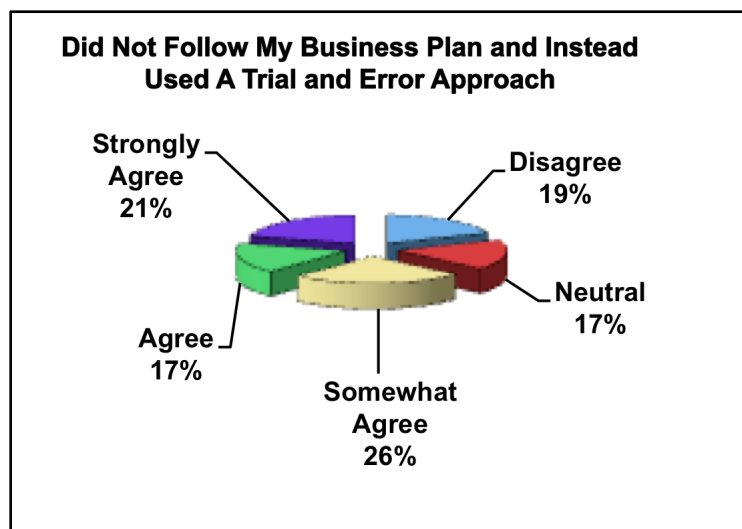 Did Not Follow My Business Plan and Instead
Used A Trial and Error Approach
Strongly
Agree
21%
Disagree
19%
Neutral
17%
Agree
17%
Somewhat
Agree
26%